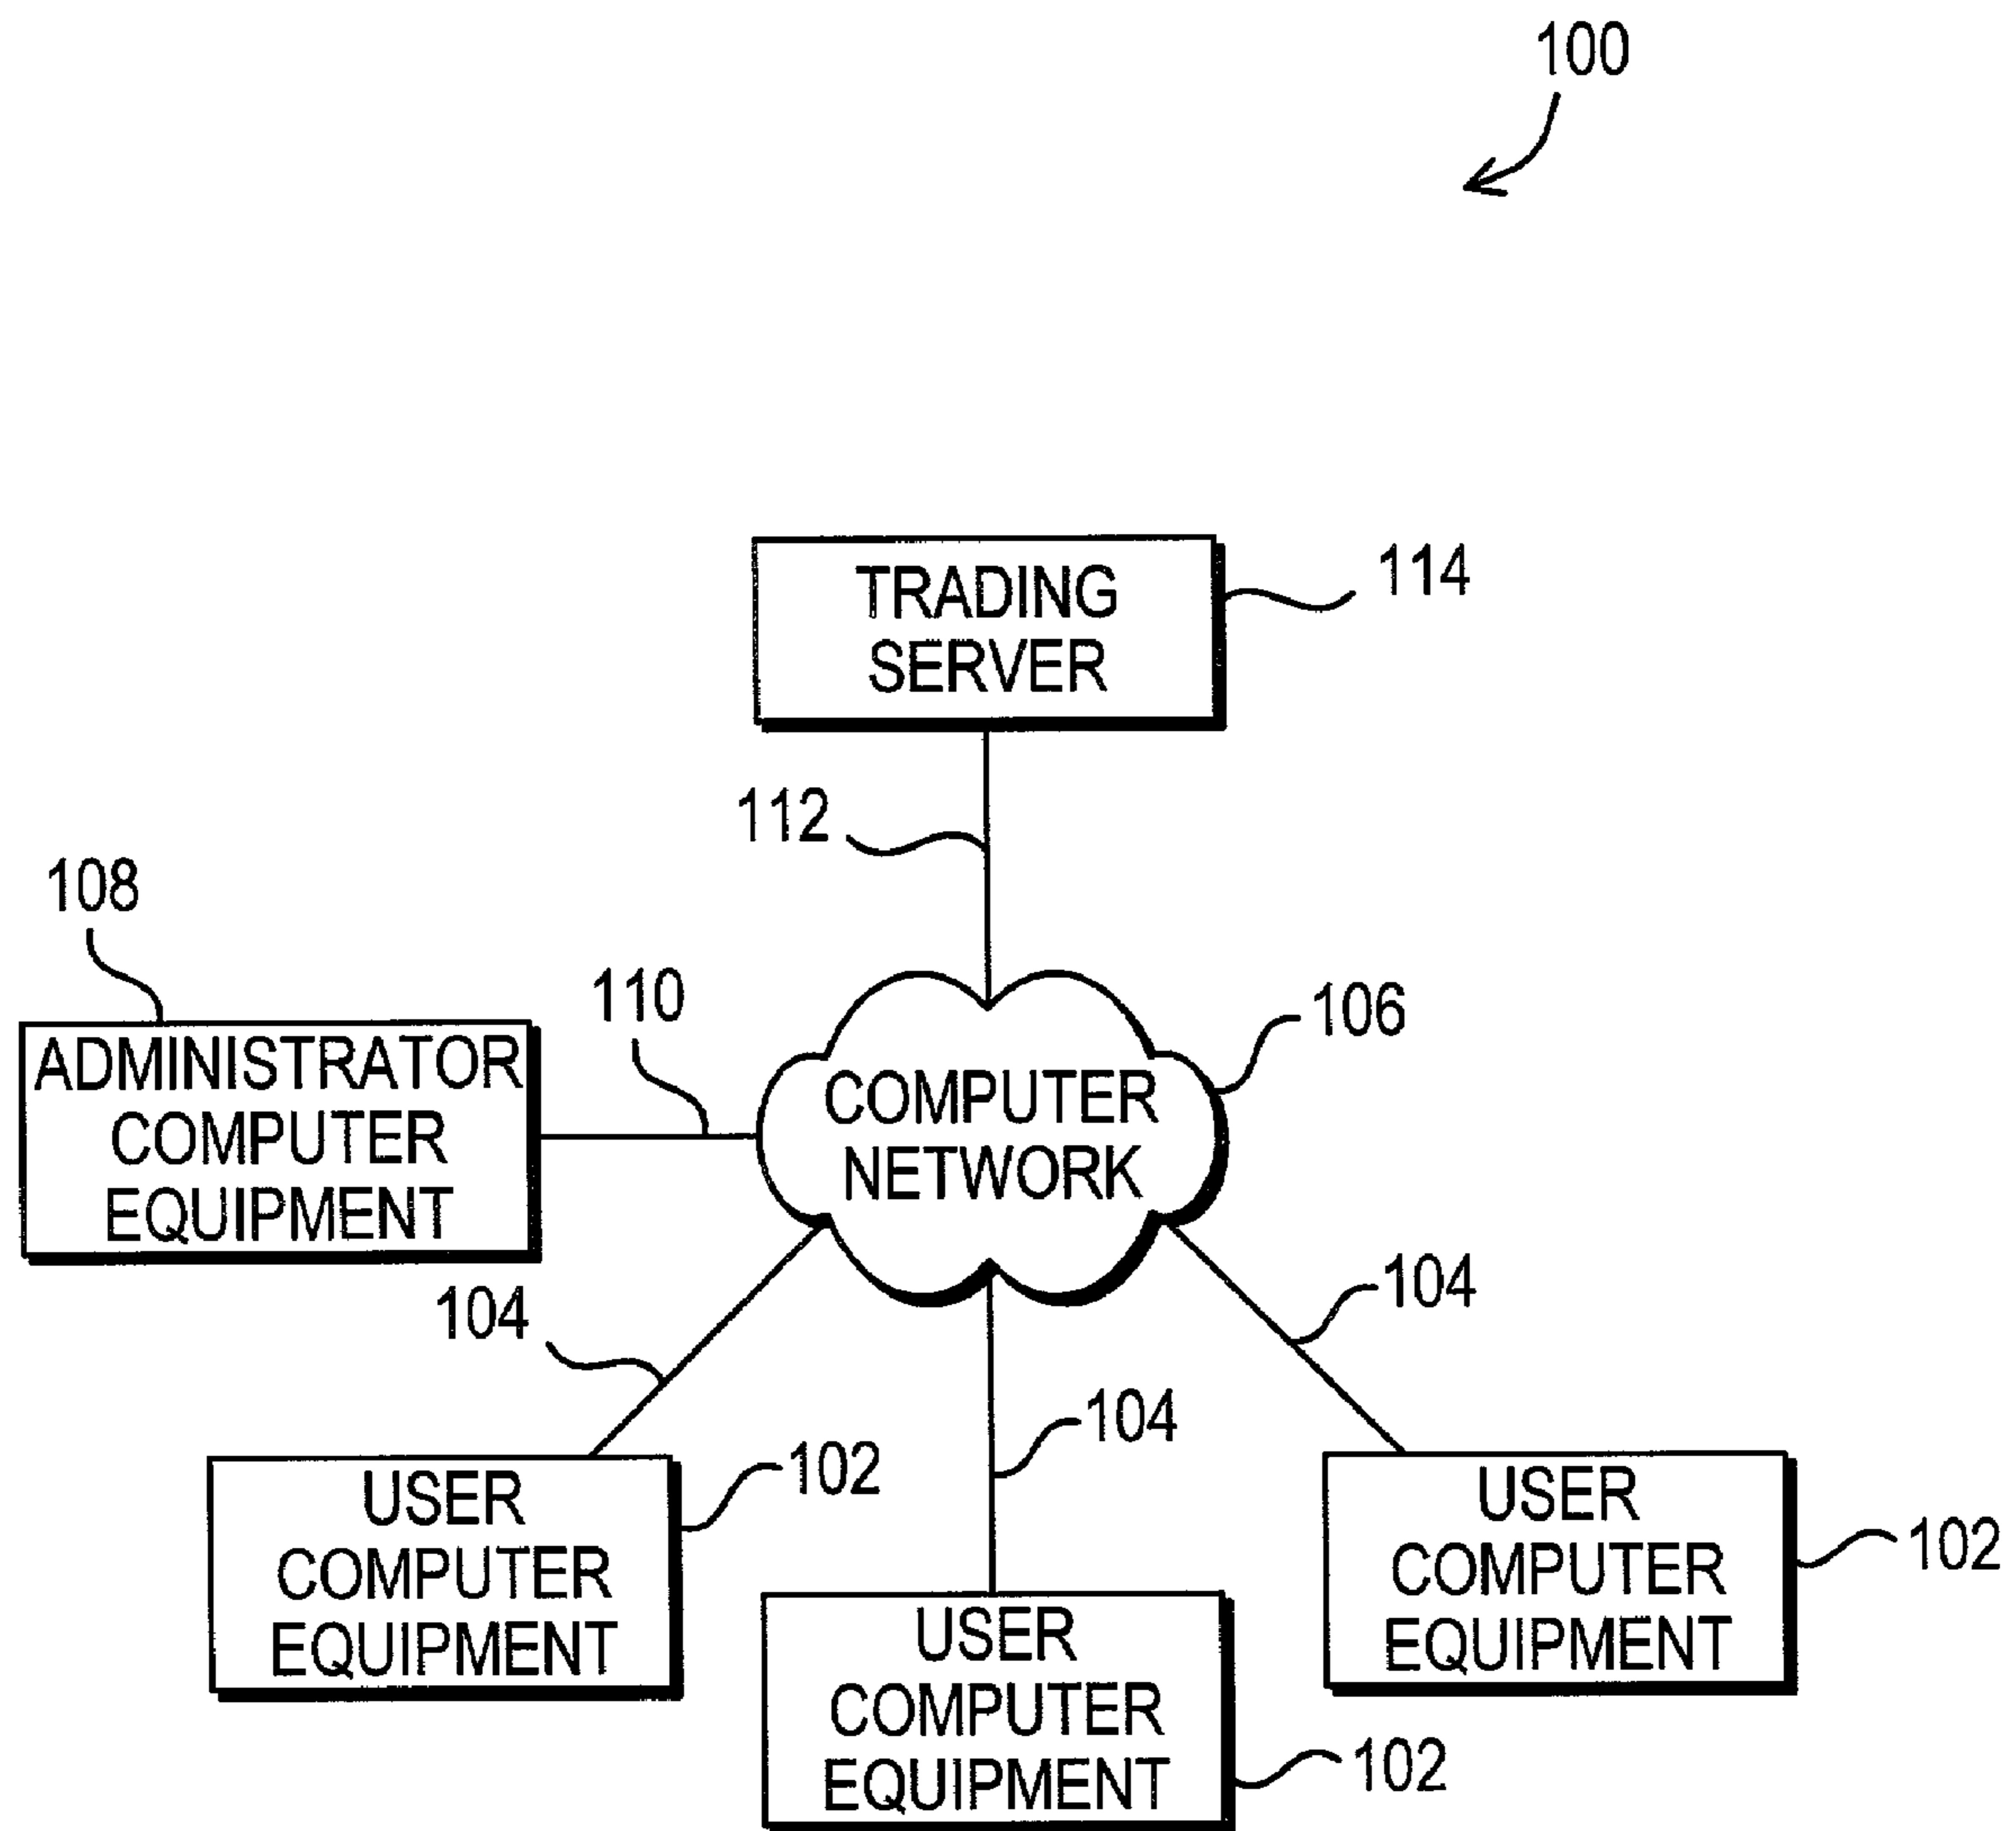 100
TRADING
SERVER
114
112
108
110
106
ADMINISTRATOR
COMPUTER
EQUIPMENT
COMPUTER
NETWORK
104
104
104
USER
COMPUTER
EQUIPMENT
102
USER
COMPUTER
EQUIPMENT
102
USER
COMPUTER
EQUIPMENT
102